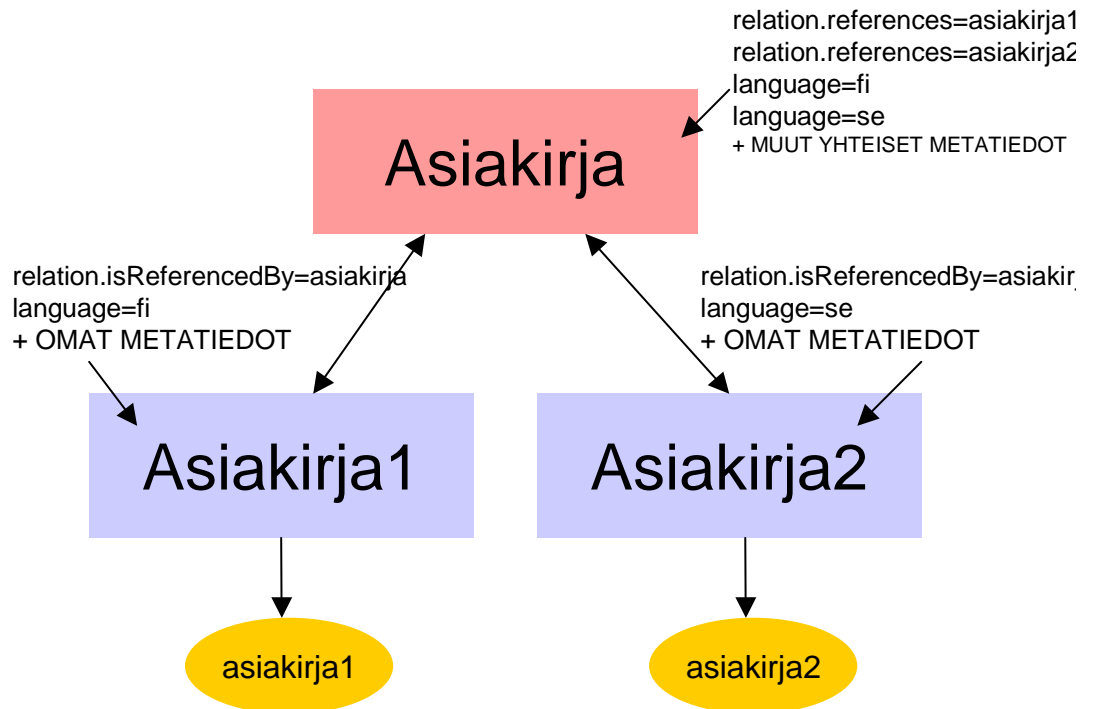 relation.references=asiakirja1
relation.references=asiakirja2
language=fi
language=se
+ MUUT YHTEISET METATIEDOT
Asiakirja
relation.isReferencedBy=asiakirja
language=fi
+ OMAT METATIEDOT
relation.isReferencedBy=asiakirj
language=se
+ OMAT METATIEDOT
Asiakirja1
Asiakirja2
asiakirja1
asiakirja2